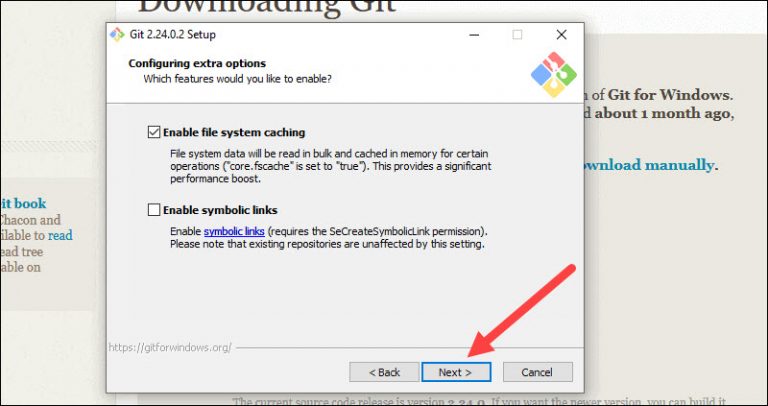 Downloading Git
Git 2.24.0.2 Setup
Configuring extra options
Which features would you like to enable?
n of Git for Windows.
d about 1 month ago,
Enable file system caching
File system data will be read in bulk and cached in memory for certain
operations ("core.fscache" is set to "true"). This provides a significant
performance boost.
ownload manually.
Enable symbolic links
Enable symbolic links (requires the SeCreateSymbolicLink permission).
Please note that existing repositories are unaffected by this setting.
it book
Chacon and
ilable to read
ead tree
able on
https://gitforwindows.org/
< Back
Next >
Cancel
The current source code release is version 2.24.0. If you want the newer version, you can build it